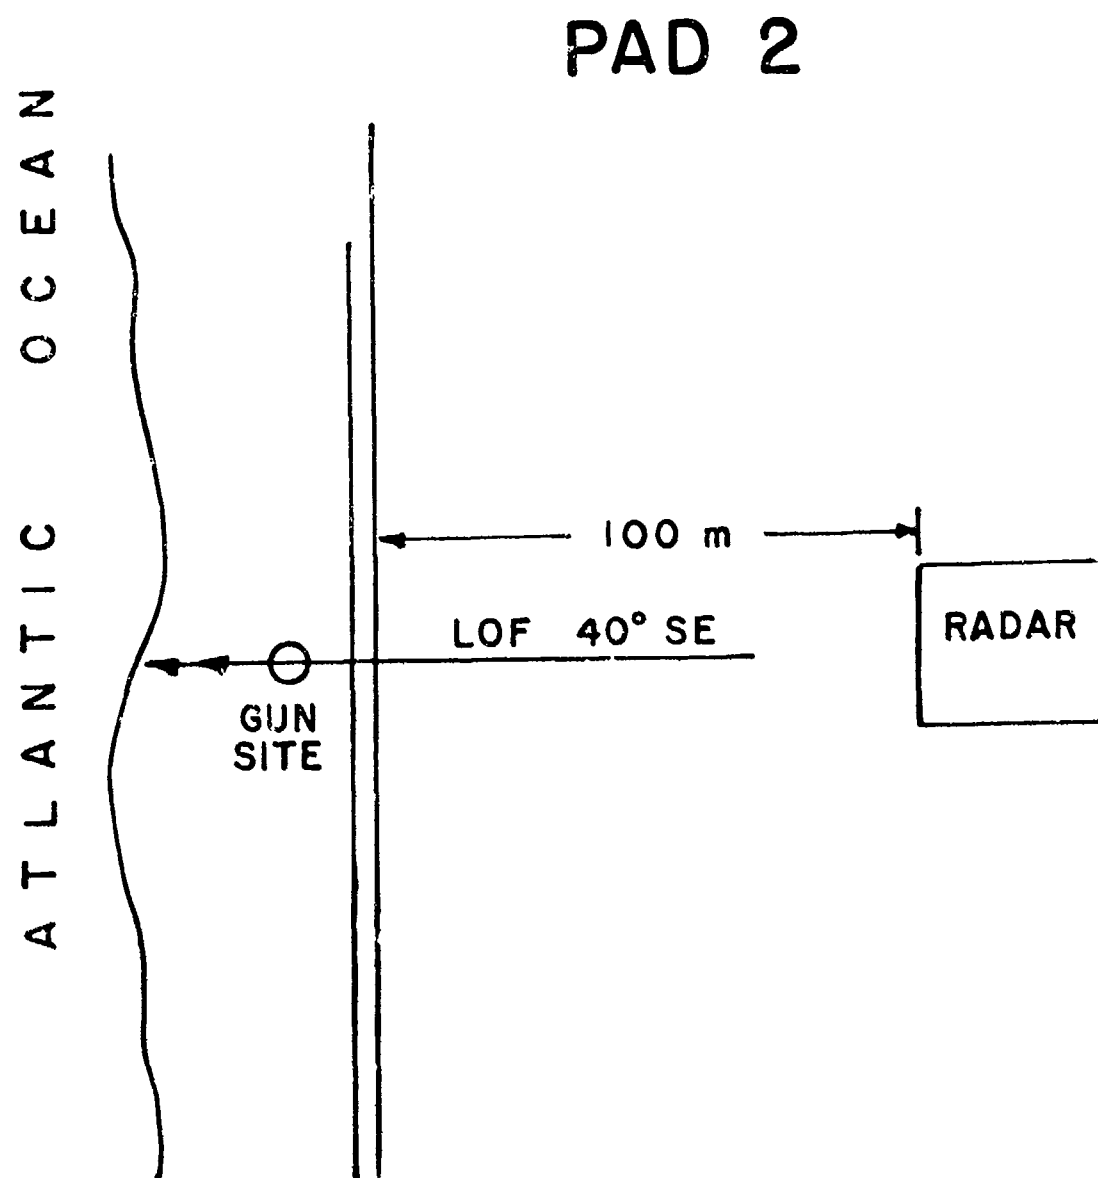 PAD 2
ATLANTIC OCEAN
100 m
LOF 40° SE
RADAR
GUN
SITE